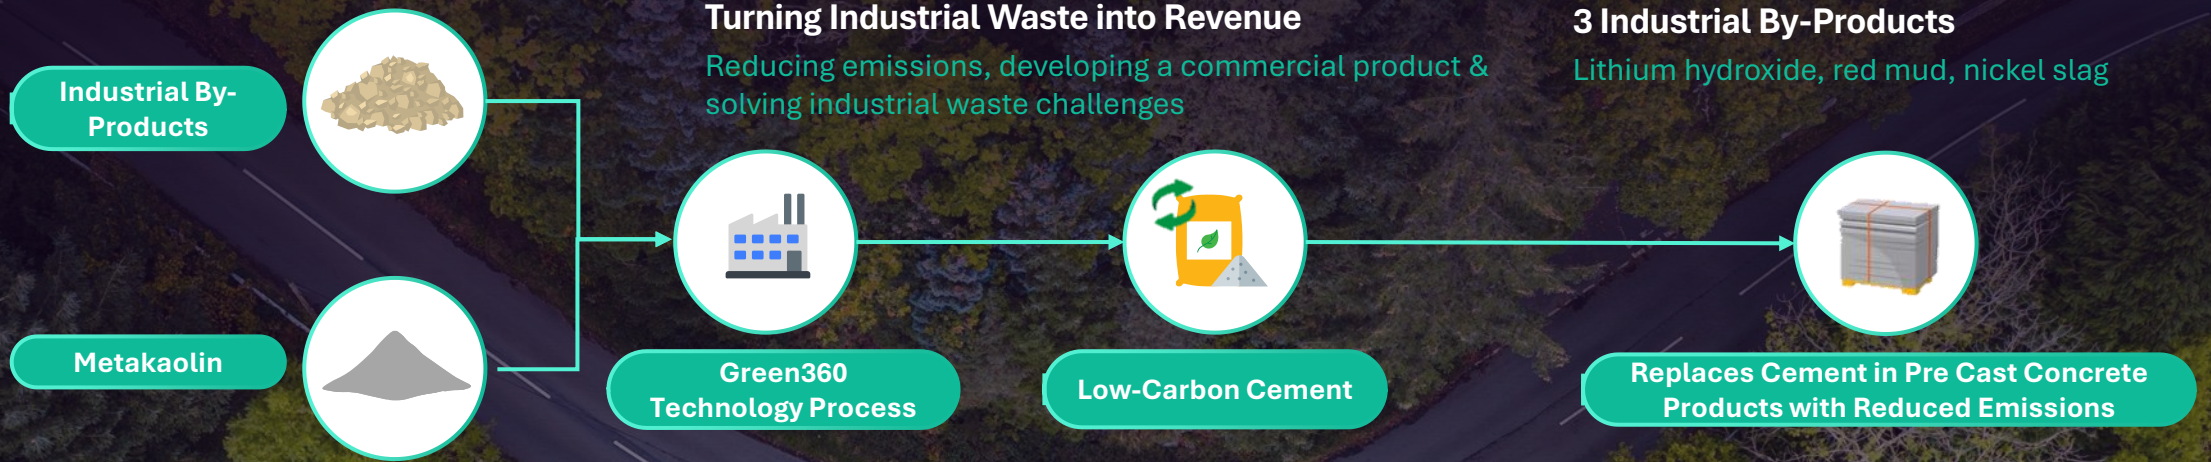 Turning Industrial Waste into Revenue
Reducing emissions, developing a commercial product &
solving industrial waste challenges
3 Industrial By-Products
Lithium hydroxide, red mud, nickel slag
Industrial By-
Products
Metakaolin
Green360
Technology Process
Low-Carbon Cement
Replaces Cement in Pre Cast Concrete
Products with Reduced Emissions